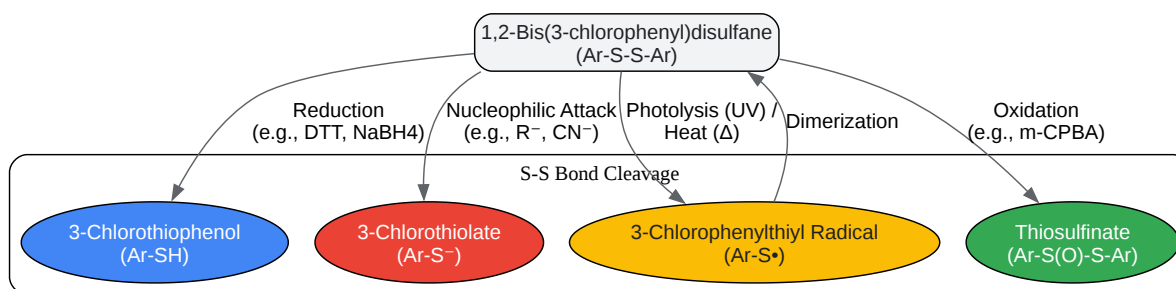 1,2-Bis(3-chlorophenyl)disulfane
(Ar-S-S-Ar)
Reduction
(e.g., DTT, NaBH4)
Nucleophilic Attack
(e.g., R⁻, CN⁻)
Photolysis (UV) /
Heat (Δ)
Dimerization
Oxidation
(e.g., m-CPBA)
S-S Bond Cleavage
3-Chlorothiophenol
(Ar-SH)
3-Chlorothiolate
(Ar-S⁻)
3-Chlorophenylthiyl Radical
(Ar-S•)
Thiosulfinate
(Ar-S(O)-S-Ar)